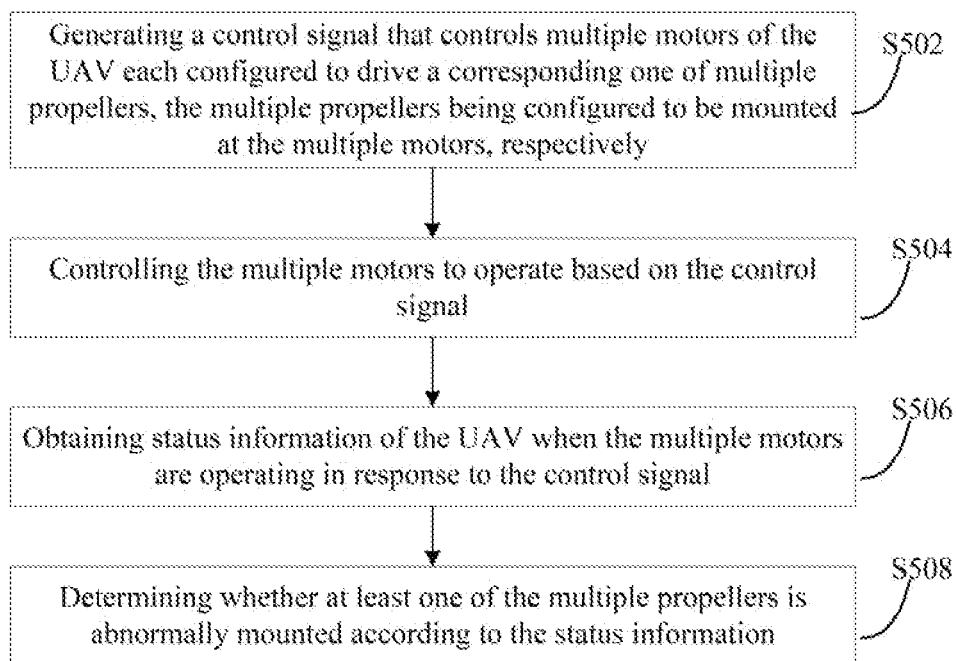 Generating a control signal that controls multiple motors of the
UAV each configured to drive a corresponding one of multiple
propellers, the multiple propellers being configured to be mounted
at the multiple motors, respectively
S502
Controlling the multiple motors to operate based on the control
signal
S504
Obtaining status information of the UAV when the multiple motors
are operating in response to the control signal
S506
Determining whether at least one of the multiple propellers is
abnormally mounted according to the status information
S508